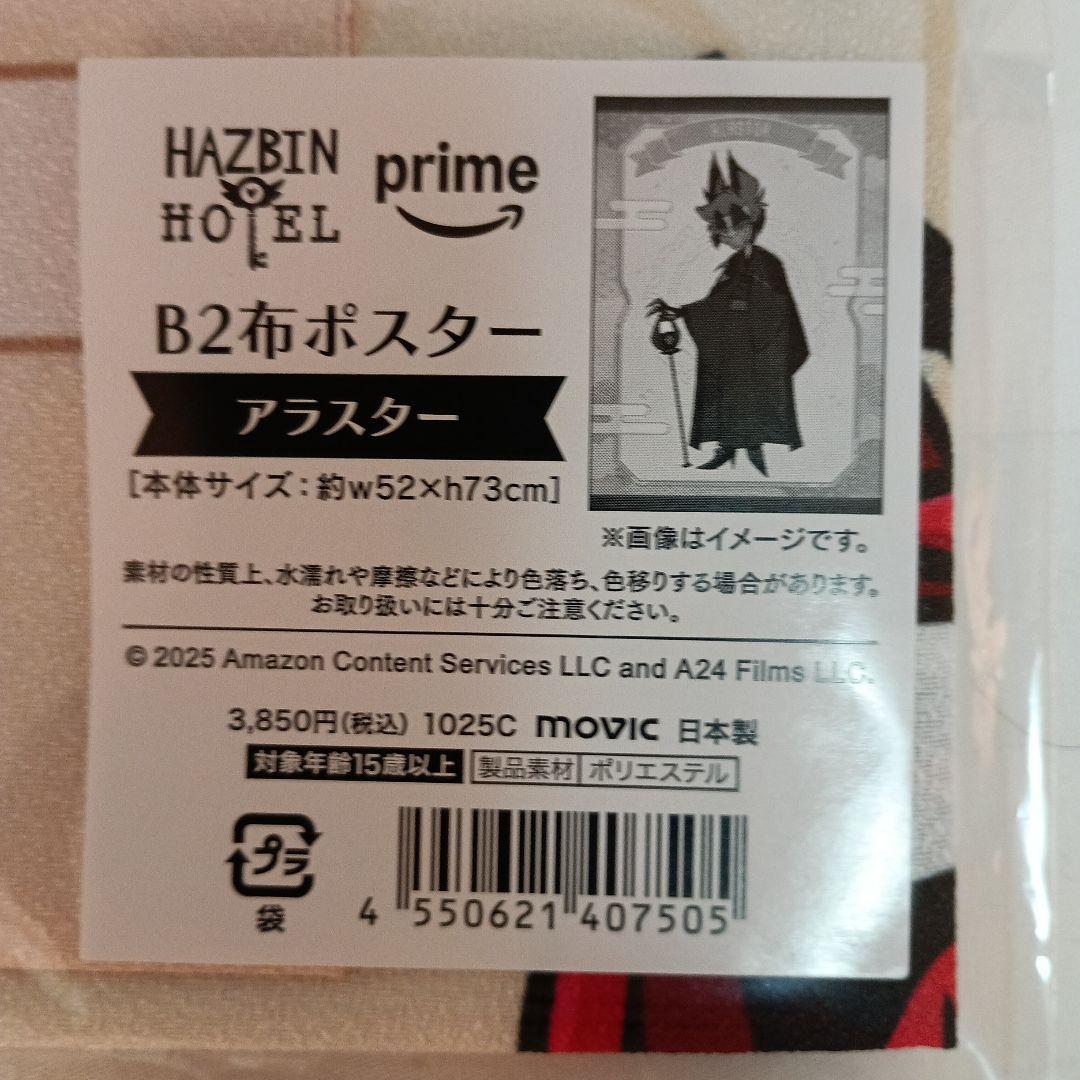 HAZBIN
HOTEL
prime
B2布ポスター
アラスター
[本体サイズ:約w52×h73cm]
※画像はイメージです。
素材の性質上、水濡れや摩擦などにより色落ち、色移りする場合があります。
お取り扱いには十分ご注意ください。
© 2025 Amazon Content Services LLC and A24 Films LLC.
3,850円(税込) 1025C movic 日本製
対象年齢15歳以上 製品素材 ポリエステル
プラ
袋
4 550621 407505